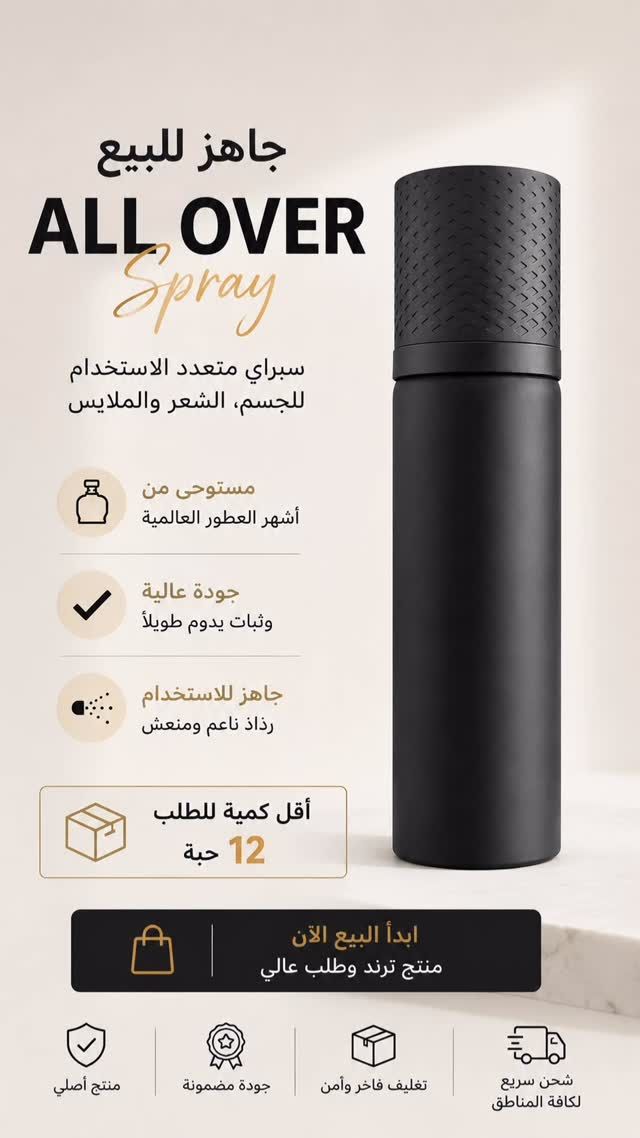 جاهز للبيع
ALL OVER
Spray
سبراي متعدد الاستخدام
للجسم، الشعر والملابس
مستوحى من
أشهر العطور العالمية
جودة عالية
وثبات يدوم طويلاً
جاهز للاستخدام
رذاذ ناعم ومنعش
أقل كمية للطلب
12 حبة
ابدأ البيع الآن
منتج ترند وطلب عالي
شحن سريع
لكافة المناطق
تغليف فاخر وأمن
جودة مضمونة
منتج أصلي